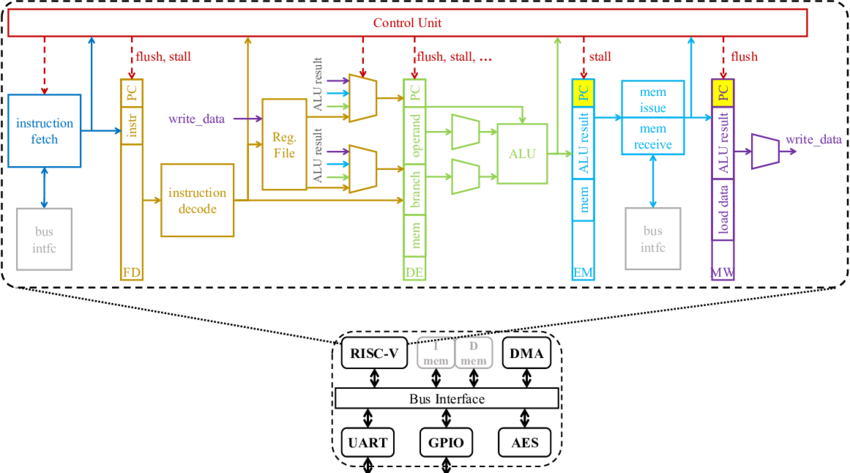 Control Unit
flush, stall
flush, stall, ...
stall
flush
instruction
fetch
bus
intfc
PC
instr
FD
write_data
instruction
decode
Reg.
File
ALU result
ALU result
PC
operand
branch
mem
DE
ALU
PC
ALU result
mem
EM
mem
issue
mem
receive
bus
intfc
PC
ALU result
load data
MW
write_data
RISC-V
I
mem
D
mem
DMA
Bus Interface
UART
GPIO
AES